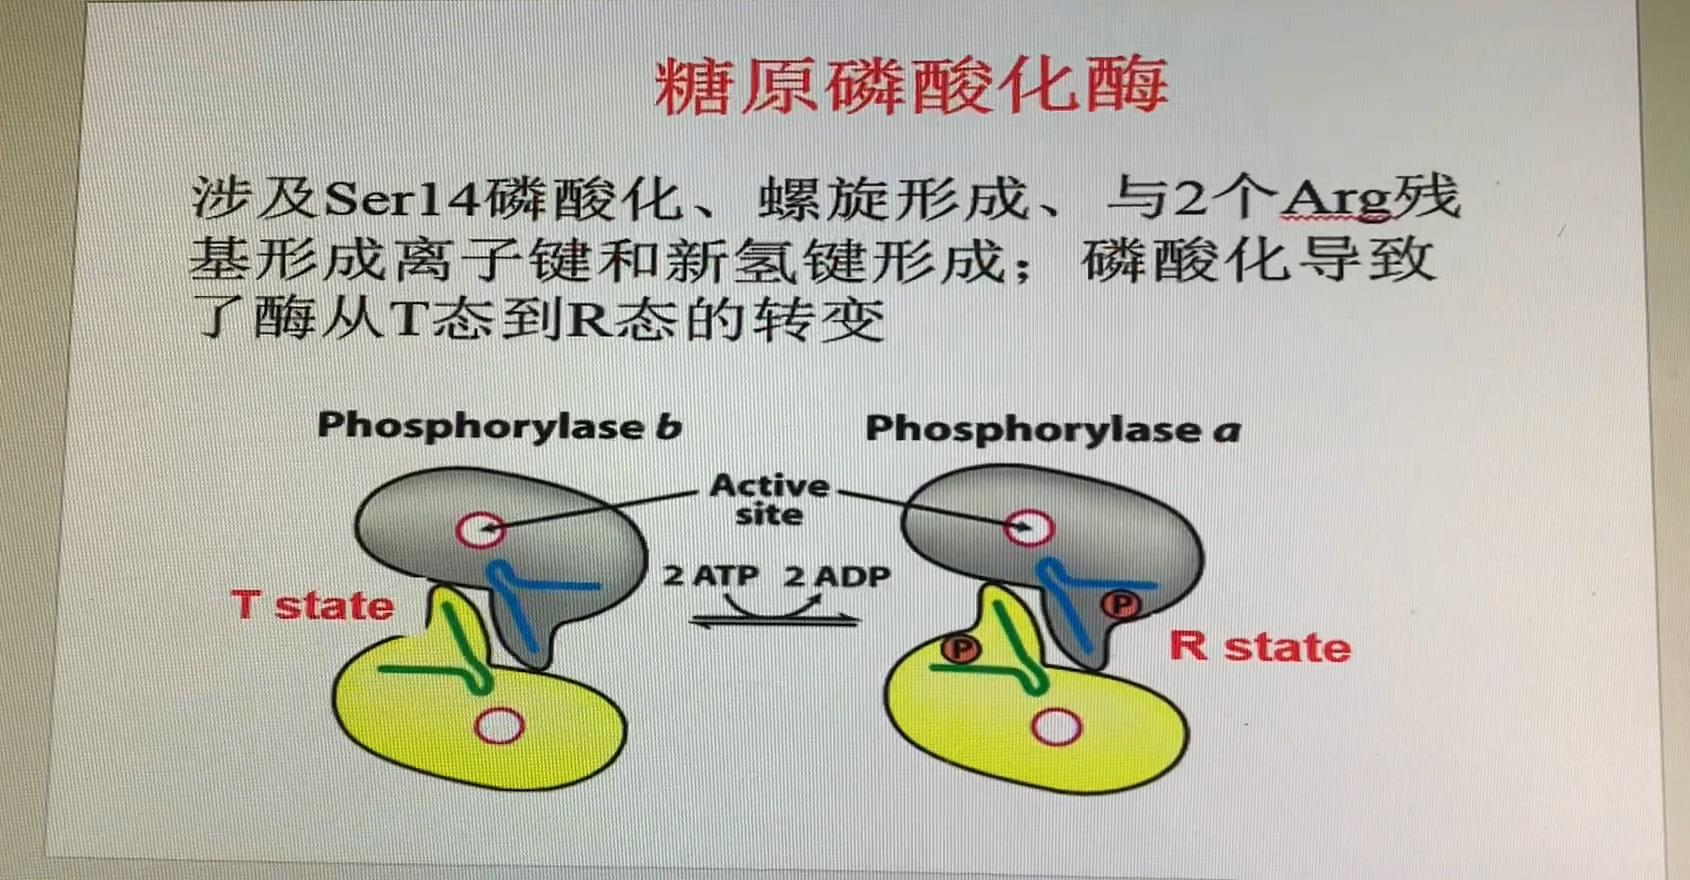 糖原磷酸化酶
涉及Ser14磷酸化、螺旋形成、与2个Arg残
基形成离子键和新氢键形成；磷酸化导致
了酶从T态到R态的转变
Phosphorylase b
Phosphorylase a
Active
site
2 ATP 2 ADP
T state
P
P
R state